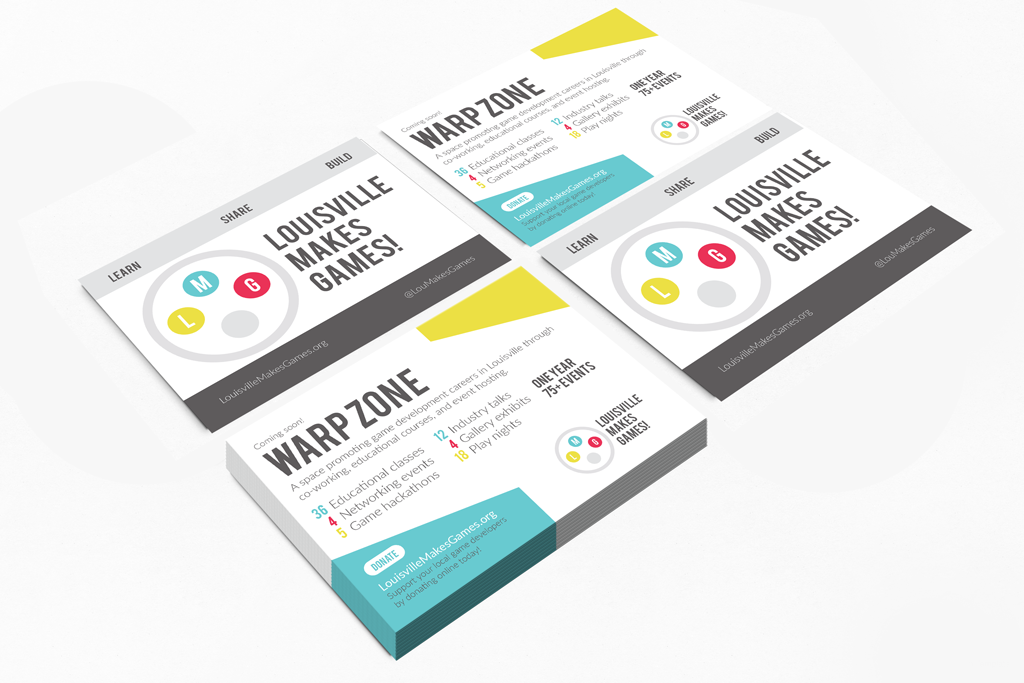 Coming soon!
WARP ZONE
A space promoting game development careers in Louisville through
co-working, educational courses, and event hosting.
36 Educational classes
4 Networking events
5 Game hackathons
12 Industry talks
4 Gallery exhibits
18 Play nights
ONE YEAR
75+ EVENTS
M
G
L
LOUISVILLE
MAKES
GAMES!
DONATE
LouisvilleMakesGames.org
Support your local game developers
by donating online today!
LEARN
SHARE
BUILD
M
G
L
LOUISVILLE
MAKES
GAMES!
LouisvilleMakesGames.org
@LouMakesGames
LEARN
SHARE
BUILD
M
G
L
LOUISVILLE
MAKES
GAMES!
LouisvilleMakesGames.org
@LouMakesGames
Coming soon!
WARP ZONE
A space promoting game development careers in Louisville through
co-working, educational courses, and event hosting.
36 Educational classes
4 Networking events
5 Game hackathons
12 Industry talks
4 Gallery exhibits
18 Play nights
ONE YEAR
75+ EVENTS
M
G
L
LOUISVILLE
MAKES
GAMES!
DONATE
LouisvilleMakesGames.org
Support your local game developers
by donating online today!